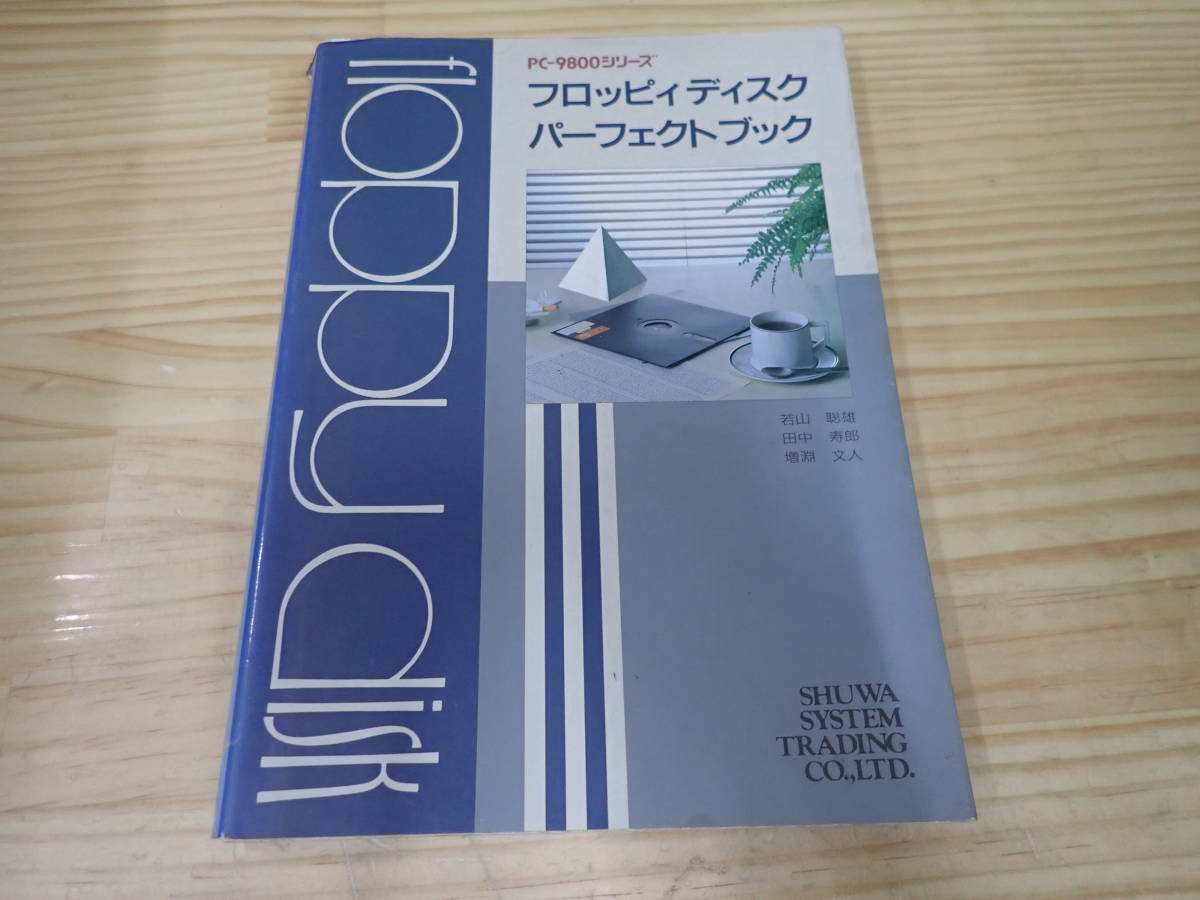 floppy disk
PC-9800シリーズ
フロッピィディスク
パーフェクトブック
若山 聡雄
田中 寿郎
増淵 文人
SHUWA
SYSTEM
TRADING
CO.,LTD.